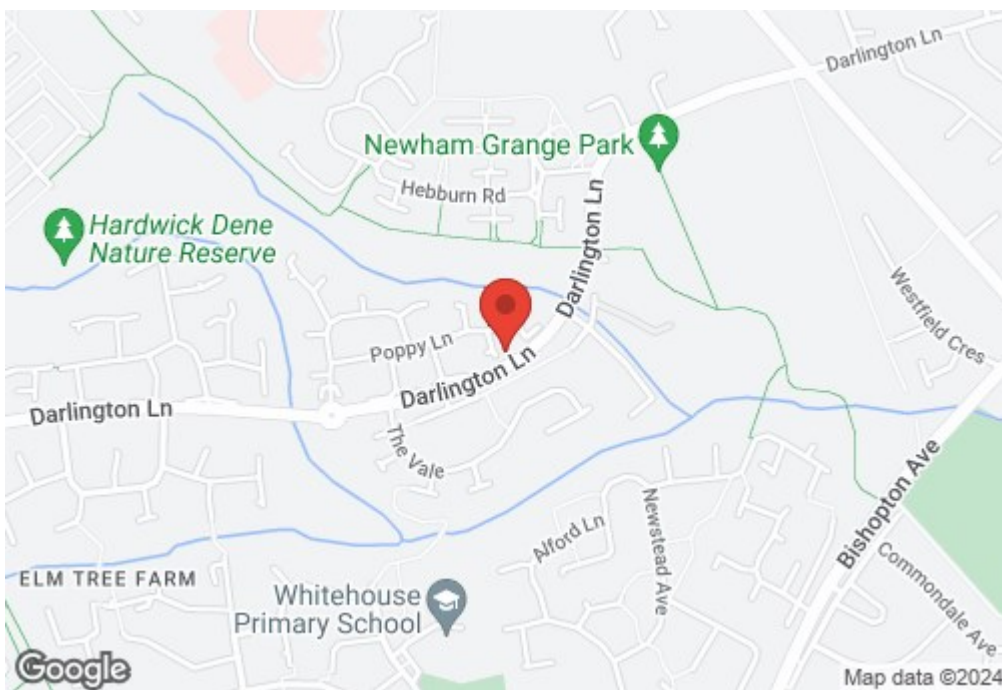 Darlington Ln
Newham Grange Park
Hebburn Rd
Hardwick Dene
Nature Reserve
Darlington Ln
Westfield Cres
Poppy Ln
Darlington Ln
Darlington Ln
The Vale
Bishopton Ave
Newstead Ave
Alford Ln
Commondale Ave
ELM TREE FARM
Whitehouse
Primary School
Google
Map data ©2024